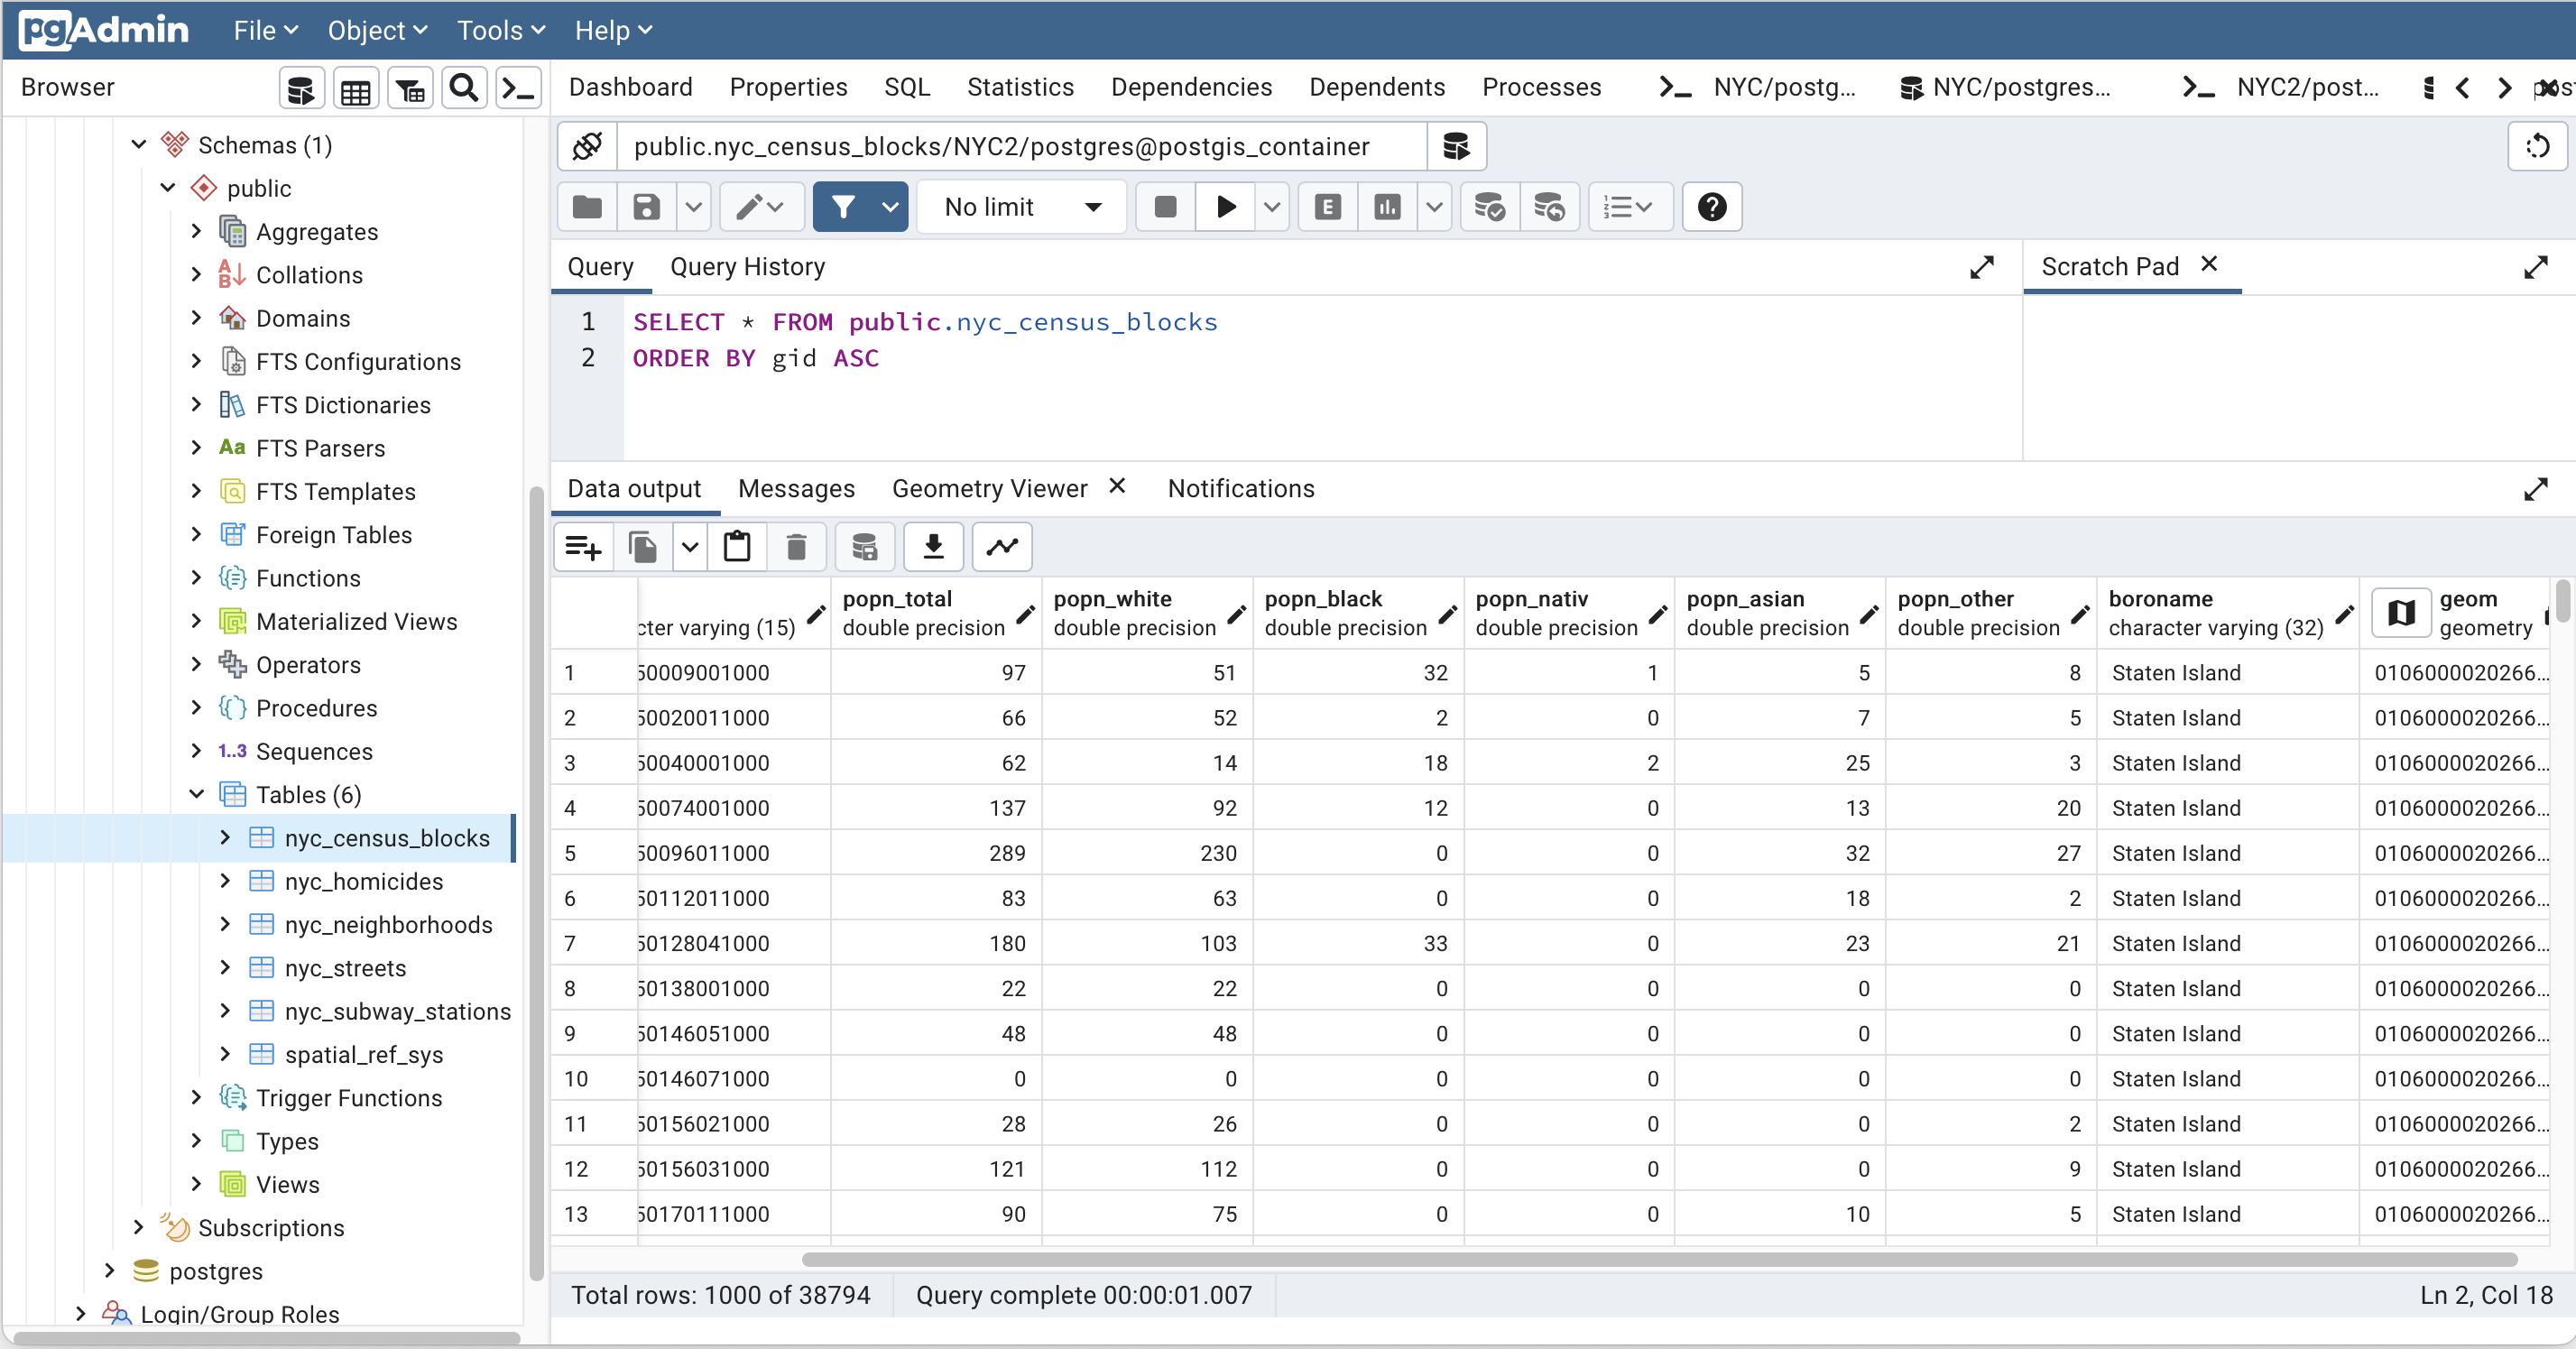 pgAdmin File Object Tools Help
Browser
Dashboard Properties SQL Statistics Dependencies Dependents Processes NYC/postg... NYC/postgres... NYC2/post...
Schemas (1)
public
Aggregates
Collations
Domains
FTS Configurations
FTS Dictionaries
Aa FTS Parsers
FTS Templates
Foreign Tables
Functions
Materialized Views
Operators
Procedures
1..3 Sequences
Tables (6)
nyc_census_blocks
nyc_homicides
nyc_neighborhoods
nyc_streets
nyc_subway_stations
spatial_ref_sys
Trigger Functions
Types
Views
Subscriptions
postgres
Login/Group Roles
public.nyc_census_blocks/NYC2/postgres@postgis_container
No limit E
Query Query History Scratch Pad
1 SELECT * FROM public.nyc_census_blocks
2 ORDER BY gid ASC
Data output Messages Geometry Viewer Notifications
popn_total popn_white popn_black popn_nativ popn_asian popn_other boroname geom
cter varying (15) double precision double precision double precision double precision double precision double precision character varying (32) geometry
1 50009001000 97 51 32 1 5 8 Staten Island 0106000020266...
2 50020011000 66 52 2 0 7 5 Staten Island 0106000020266...
3 50040001000 62 14 18 2 25 3 Staten Island 0106000020266...
4 50074001000 137 92 12 0 13 20 Staten Island 0106000020266...
5 50096011000 289 230 0 0 32 27 Staten Island 0106000020266...
6 50112011000 83 63 0 0 18 2 Staten Island 0106000020266...
7 50128041000 180 103 33 0 23 21 Staten Island 0106000020266...
8 50138001000 22 22 0 0 0 0 Staten Island 0106000020266...
9 50146051000 48 48 0 0 0 0 Staten Island 0106000020266...
10 50146071000 0 0 0 0 0 0 Staten Island 0106000020266...
11 50156021000 28 26 0 0 0 2 Staten Island 0106000020266...
12 50156031000 121 112 0 0 0 9 Staten Island 0106000020266...
13 50170111000 90 75 0 0 10 5 Staten Island 0106000020266...
Total rows: 1000 of 38794 Query complete 00:00:01.007 Ln 2, Col 18